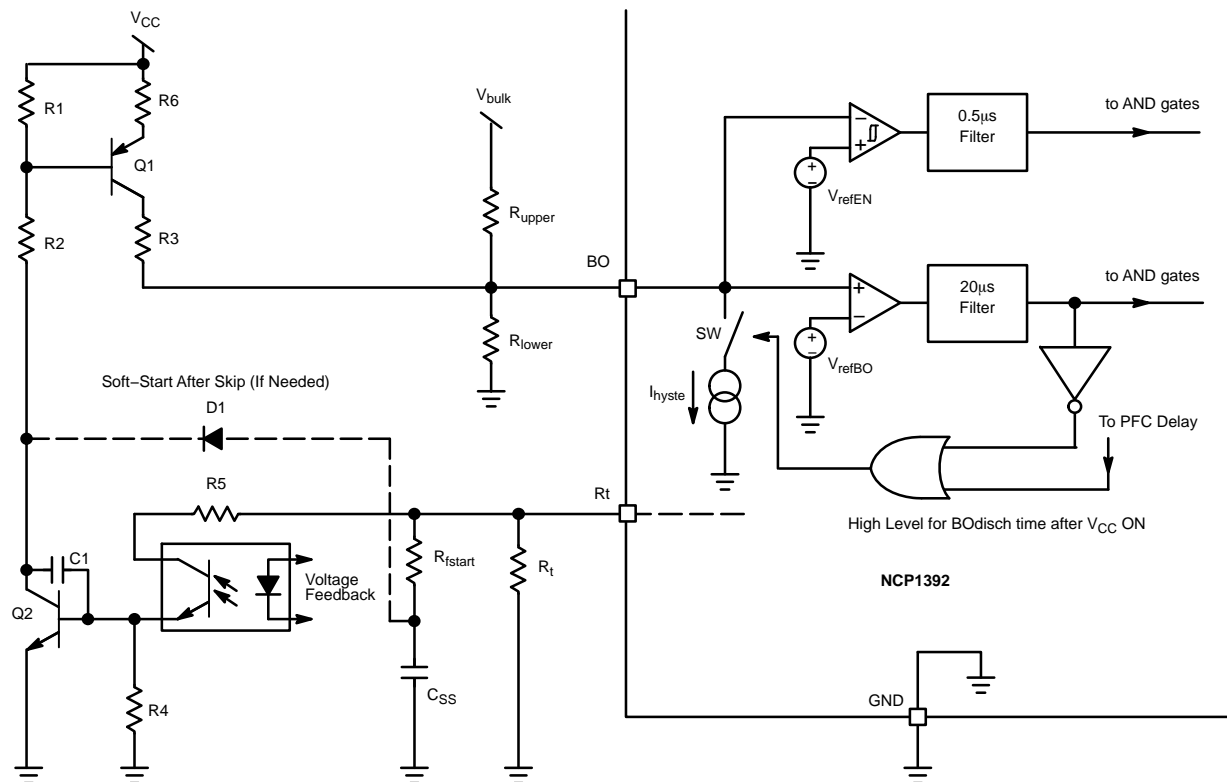 VCC
R1
R6
Q1
R2
R3
Vbulk
Rupper
BO
Rlower
to AND gates
0.5μs
Filter
VrefEN
to AND gates
20μs
Filter
SW
VrefBO
Ihyste
To PFC Delay
High Level for BOdisch time after VCC ON
NCP1392
Soft−Start After Skip (If Needed)
D1
R5
Rt
C1
Voltage
Feedback
Rfstart
Rt
Q2
R4
CSS
GND
+
−
+
−
+
−
+
−